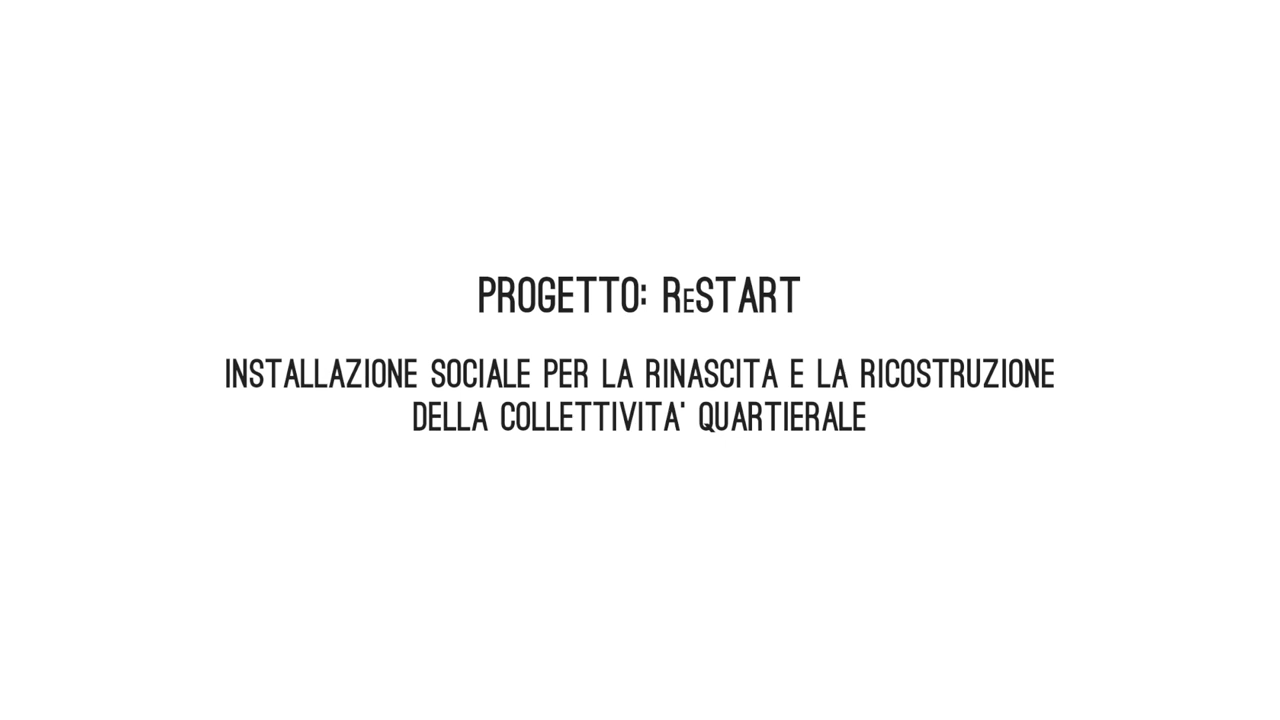 PROGETTO: ReSTART
INSTALLAZIONE SOCIALE PER LA RINASCITA E LA RICOSTRUZIONE
DELLA COLLETTIVITA' QUARTIERALE